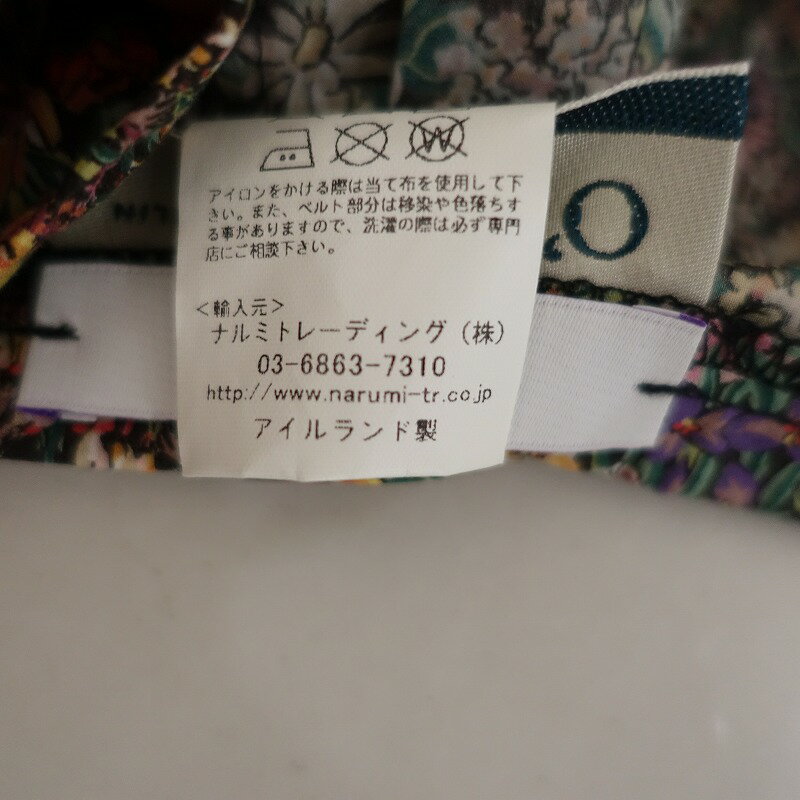 W
アイロンをかける際は当て布を使用して下
さい。また、ベルト部分は移染や色落ちす
る事がありますので、洗濯の際は必ず専門
店にご相談下さい。
＜輸入元＞
ナルミトレーディング（株）
03-6863-7310
http://www.narumi-tr.co.jp
アイルランド製